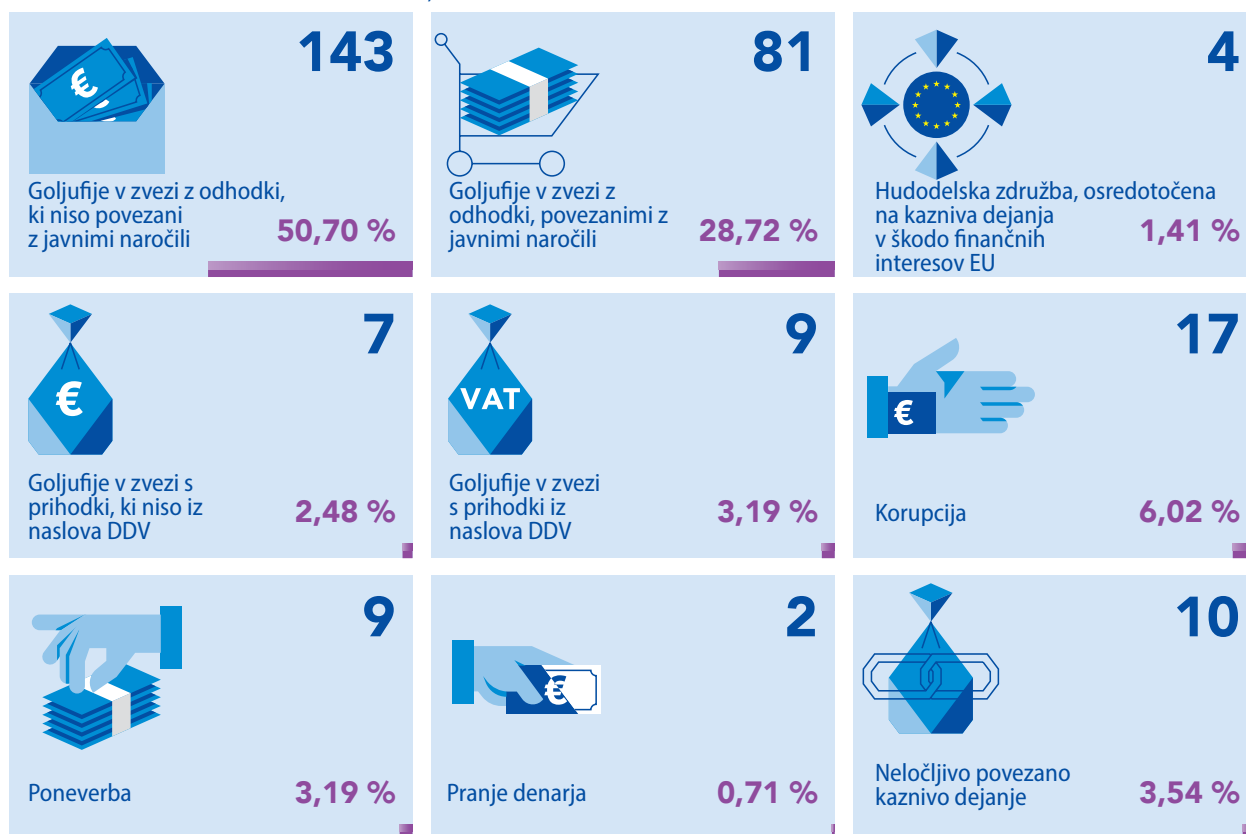 143
€
Goljufije v zvezi z odhodki,
ki niso povezani
z javnimi naročili
50,70 %
81
Goljufije v zvezi z
odhodki, povezanimi z
javnimi naročili
28,72 %
4
Hudodelska združba, osredotočena
na kazniva dejanja
v škodo finančnih
interesov EU
1,41 %
7
€
Goljufije v zvezi s
prihodki, ki niso iz
naslova DDV
2,48 %
9
VAT
Goljufije v zvezi
s prihodki iz
naslova DDV
3,19 %
17
€
Korupcija
6,02 %
9
Poneverba
3,19 %
2
€
Pranje denarja
0,71 %
10
Neločljivo povezano
kaznivo dejanje
3,54 %